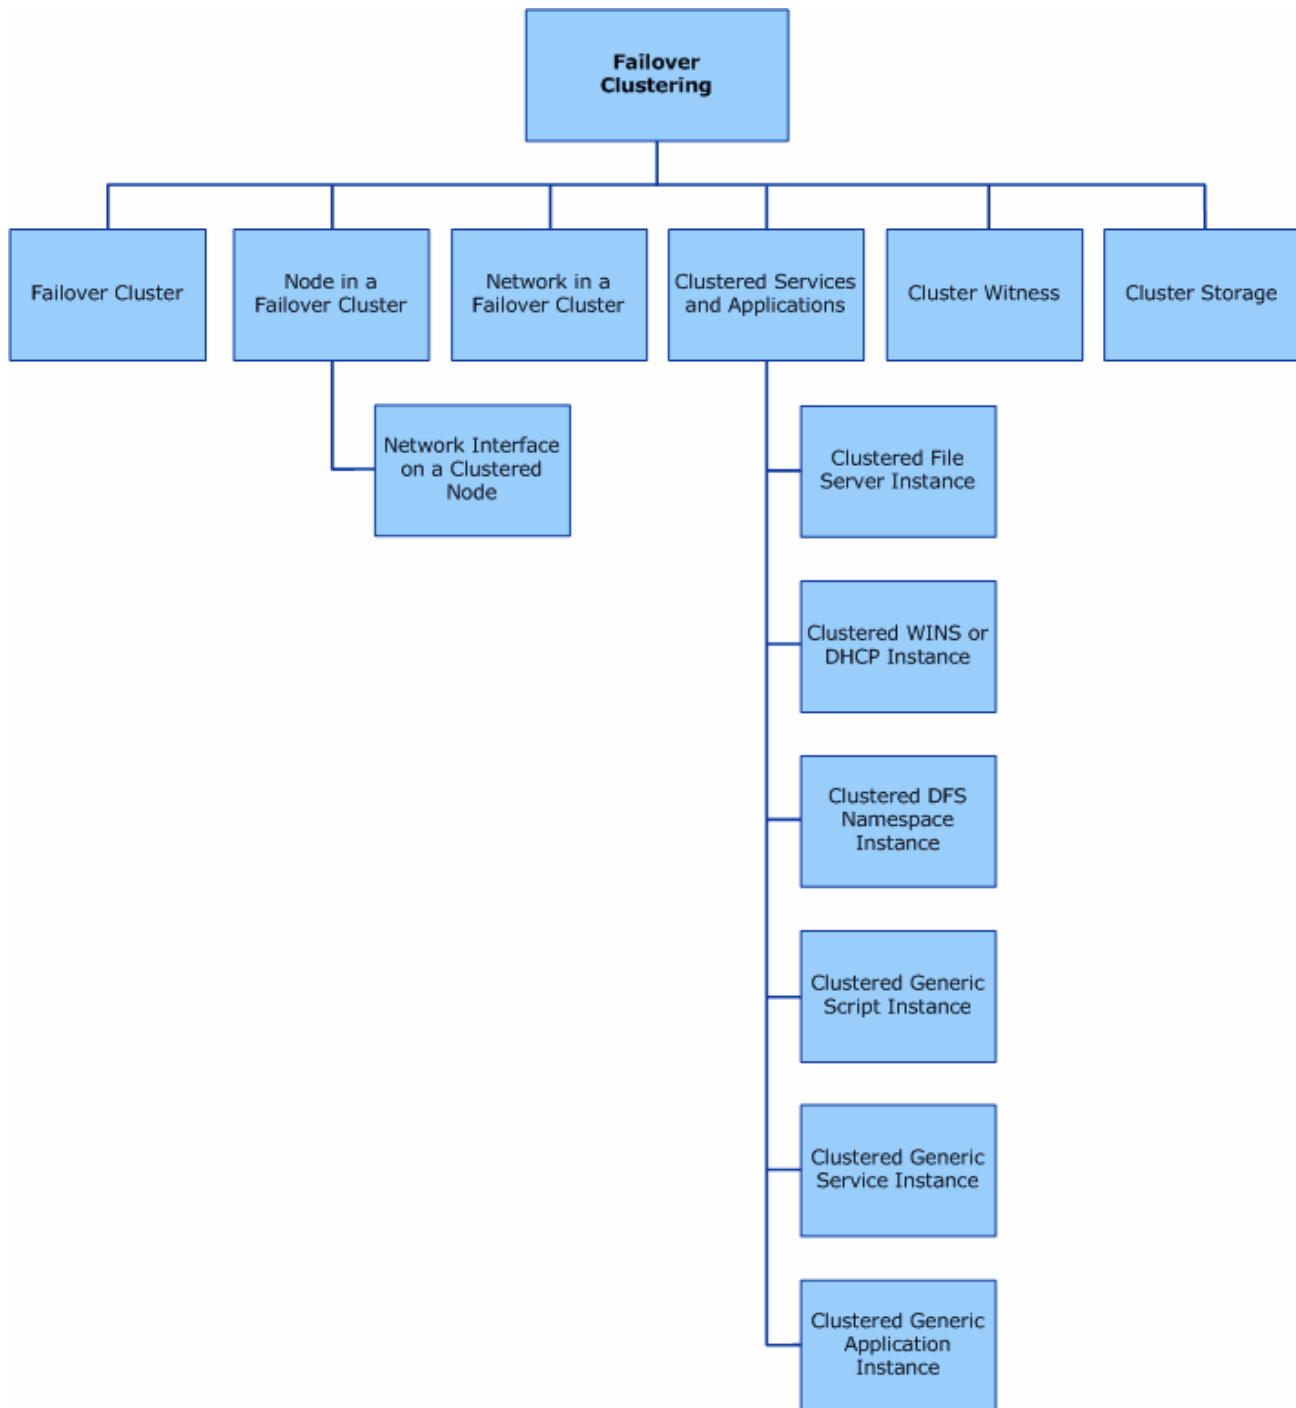 Failover
Clustering
Failover Cluster
Node in a
Failover Cluster
Network in a
Failover Cluster
Clustered Services
and Applications
Cluster Witness
Cluster Storage
Network Interface
on a Clustered
Node
Clustered File
Server Instance
Clustered WINS or
DHCP Instance
Clustered DFS
Namespace
Instance
Clustered Generic
Script Instance
Clustered Generic
Service Instance
Clustered Generic
Application
Instance